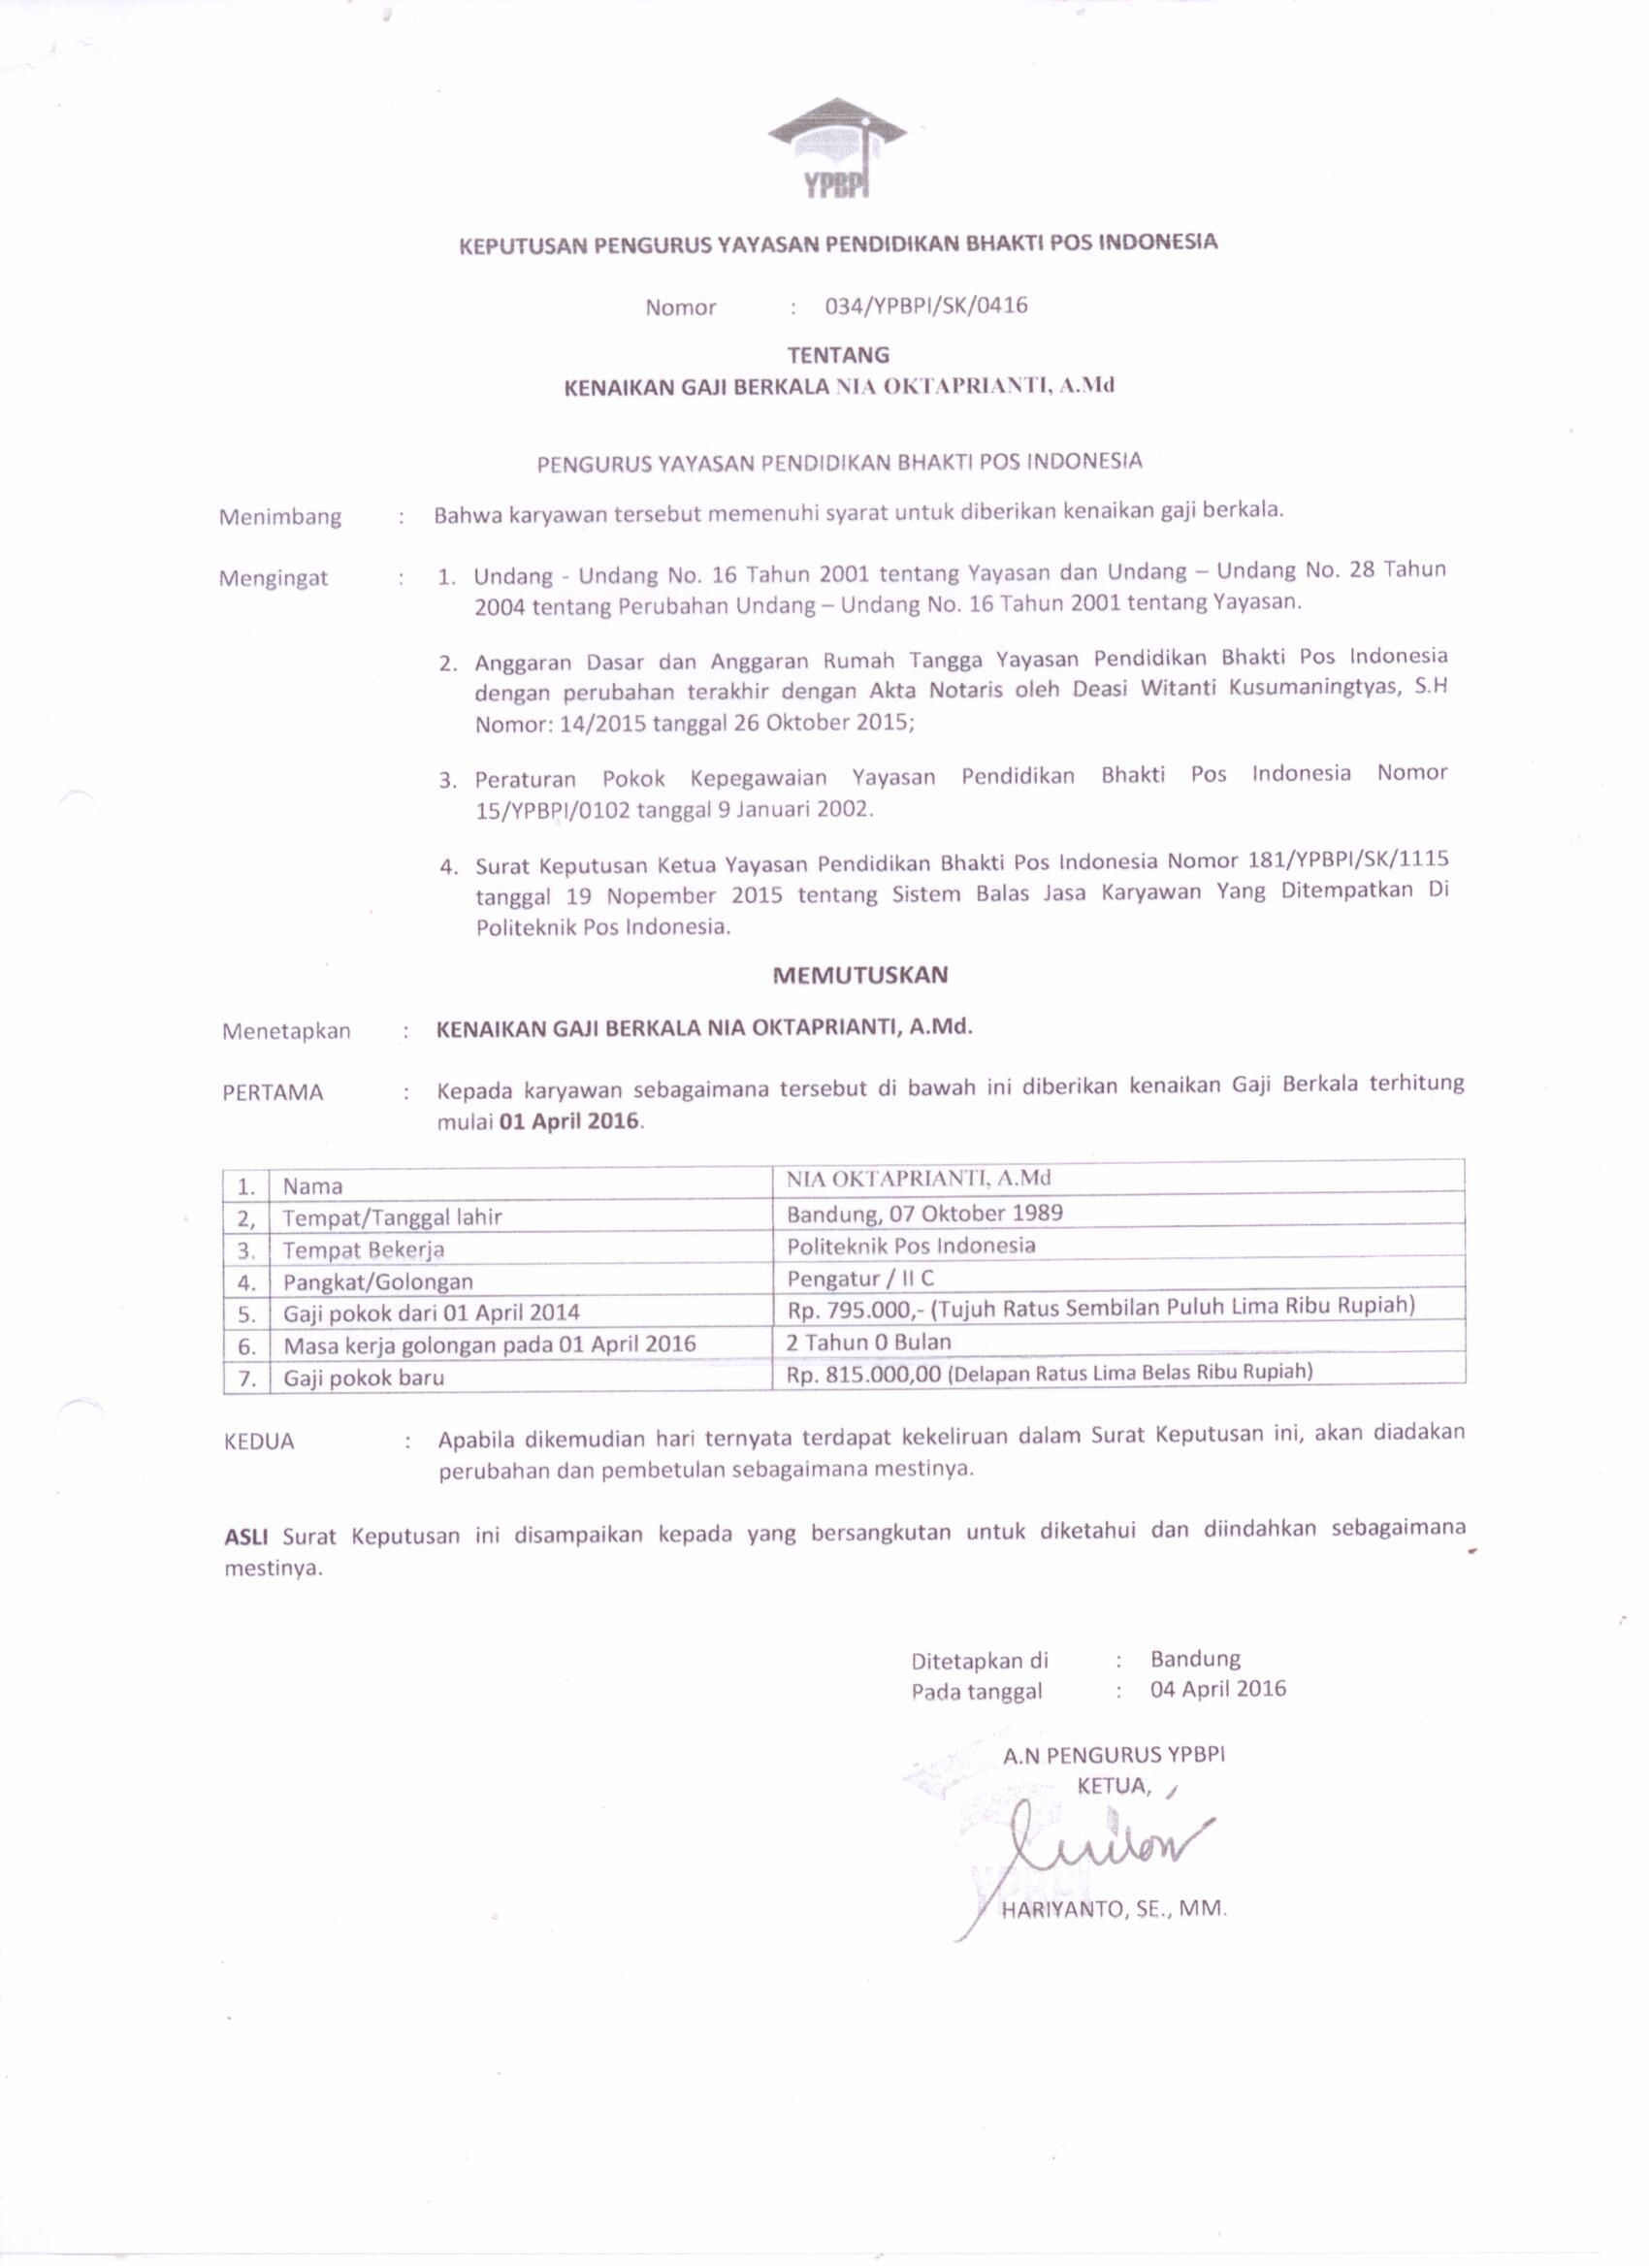 YPBPI
KEPUTUSAN PENGURUS YAYASAN PENDIDIKAN BHAKTI POS INDONESIA
Nomor : 034/YPBPI/SK/0416
TENTANG
KENAIKAN GAJI BERKALA NIA OKTAPRIANTI, A.Md
PENGURUS YAYASAN PENDIDIKAN BHAKTI POS INDONESIA
Menimbang : Bahwa karyawan tersebut memenuhi syarat untuk diberikan kenaikan gaji berkala.
Mengingat : 1. Undang - Undang No. 16 Tahun 2001 tentang Yayasan dan Undang – Undang No. 28 Tahun
2004 tentang Perubahan Undang – Undang No. 16 Tahun 2001 tentang Yayasan.
2. Anggaran Dasar dan Anggaran Rumah Tangga Yayasan Pendidikan Bhakti Pos Indonesia
dengan perubahan terakhir dengan Akta Notaris oleh Deasi Witanti Kusumaningtyas, S.H
Nomor: 14/2015 tanggal 26 Oktober 2015;
3. Peraturan Pokok Kepegawaian Yayasan Pendidikan Bhakti Pos Indonesia Nomor
15/YPBPI/0102 tanggal 9 Januari 2002.
4. Surat Keputusan Ketua Yayasan Pendidikan Bhakti Pos Indonesia Nomor 181/YPBPI/SK/1115
tanggal 19 Nopember 2015 tentang Sistem Balas Jasa Karyawan Yang Ditempatkan Di
Politeknik Pos Indonesia.
MEMUTUSKAN
Menetapkan : KENAIKAN GAJI BERKALA NIA OKTAPRIANTI, A.Md.
PERTAMA : Kepada karyawan sebagaimana tersebut di bawah ini diberikan kenaikan Gaji Berkala terhitung
mulai 01 April 2016.
1. Nama NIA OKTAPRIANTI, A.Md
2, Tempat/Tanggal lahir Bandung, 07 Oktober 1989
3. Tempat Bekerja Politeknik Pos Indonesia
4. Pangkat/Golongan Pengatur / II C
5. Gaji pokok dari 01 April 2014 Rp. 795.000,- (Tujuh Ratus Sembilan Puluh Lima Ribu Rupiah)
6. Masa kerja golongan pada 01 April 2016 2 Tahun 0 Bulan
7. Gaji pokok baru Rp. 815.000,00 (Delapan Ratus Lima Belas Ribu Rupiah)
KEDUA : Apabila dikemudian hari ternyata terdapat kekeliruan dalam Surat Keputusan ini, akan diadakan
perubahan dan pembetulan sebagaimana mestinya.
ASLI Surat Keputusan ini disampaikan kepada yang bersangkutan untuk diketahui dan diindahkan sebagaimana
mestinya.
Ditetapkan di : Bandung
Pada tanggal : 04 April 2016
A.N PENGURUS YPBPI
KETUA,
YPBPI
HARIYANTO, SE., MM.